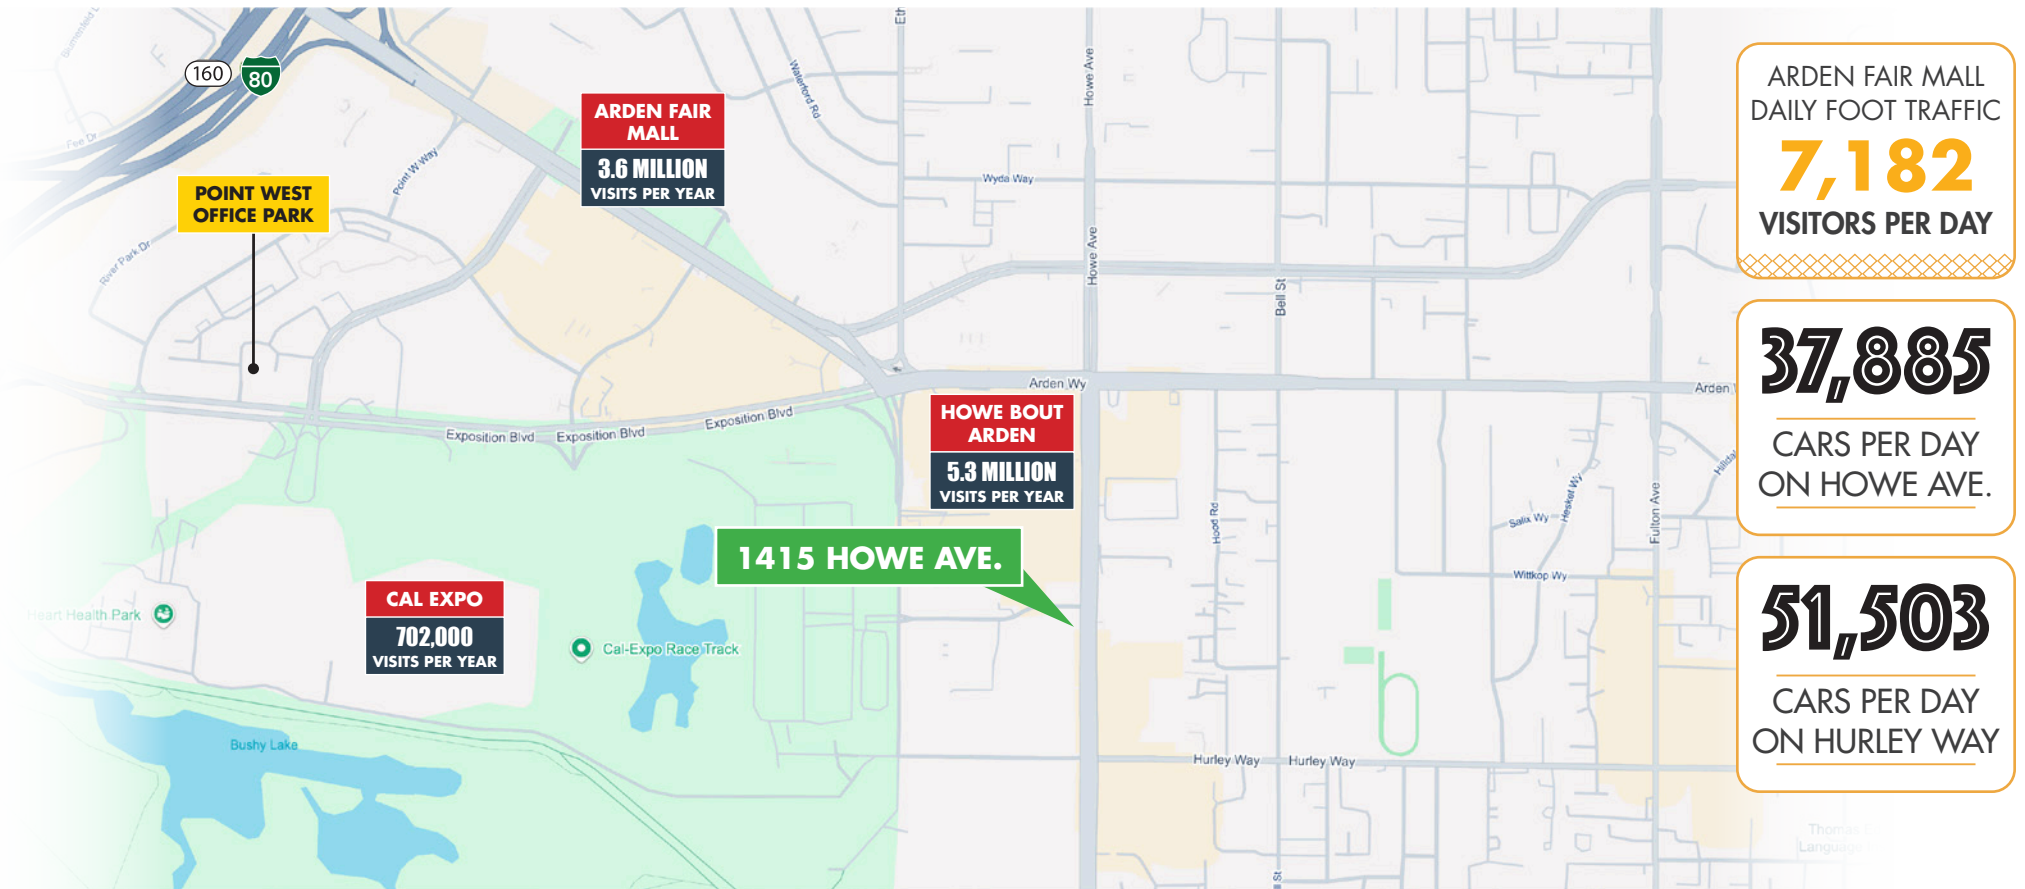 Blumenfeld
160
80
Fee Dr
Point W Way
POINT WEST
OFFICE PARK
River Park Dr
ARDEN FAIR
MALL
3.6 MILLION
VISITS PER YEAR
Waterford Rd
Eth
Howe Ave
Wyda Way
Howe Ave
Bell St
Arden Wy
Arden
Exposition Blvd
Exposition Blvd
Exposition Blvd
HOWE BOUT
ARDEN
5.3 MILLION
VISITS PER YEAR
1415 HOWE AVE.
Hood Rd
Salix Wy
Hesket Wy
Fulton Ave
Wittkop Wy
Heart Health Park
CAL EXPO
702,000
VISITS PER YEAR
Cal-Expo Race Track
Bushy Lake
Hurley Way
Hurley Way
St
ARDEN FAIR MALL
DAILY FOOT TRAFFIC
7,182
VISITORS PER DAY
37,885
CARS PER DAY
ON HOWE AVE.
51,503
CARS PER DAY
ON HURLEY WAY
Language